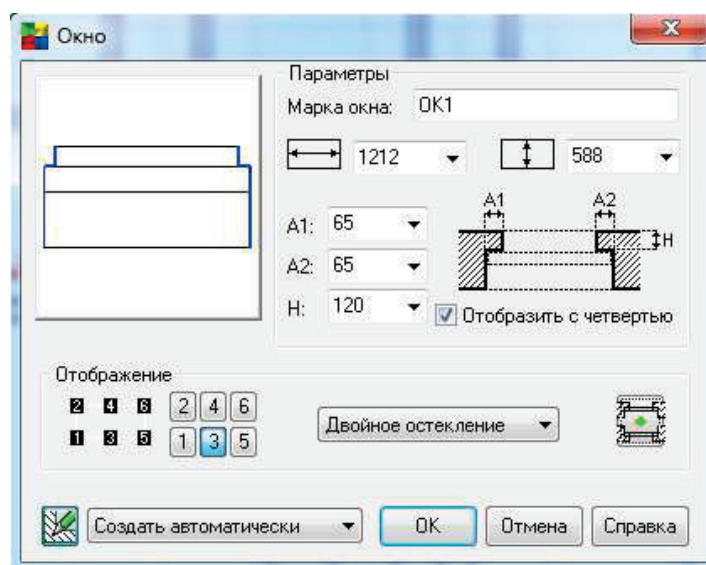 Окно
Параметры
Марка окна: ОК1
1212 588
A1: 65
A2: 65
H: 120
A1 A2
H
Отобразить с четвертью
Отображение
2 4 6 2 4 6
1 3 5 1 3 5
Двойное остекление
Создать автоматически OK Отмена Справка